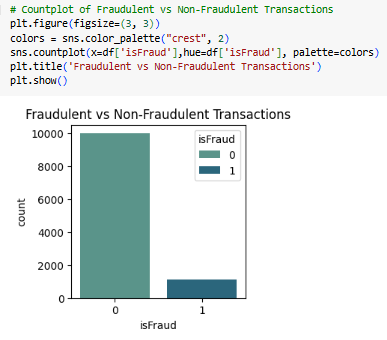 # Countplot of Fraudulent vs Non-Fraudulent Transactions
plt.figure(figsize=(3, 3))
colors = sns.color_palette("crest", 2)
sns.countplot(x=df['isFraud'],hue=df['isFraud'], palette=colors)
plt.title('Fraudulent vs Non-Fraudulent Transactions')
plt.show()
Fraudulent vs Non-Fraudulent Transactions
10000
8000
6000
4000
2000
0
count
isFraud
0
1
0
1
isFraud